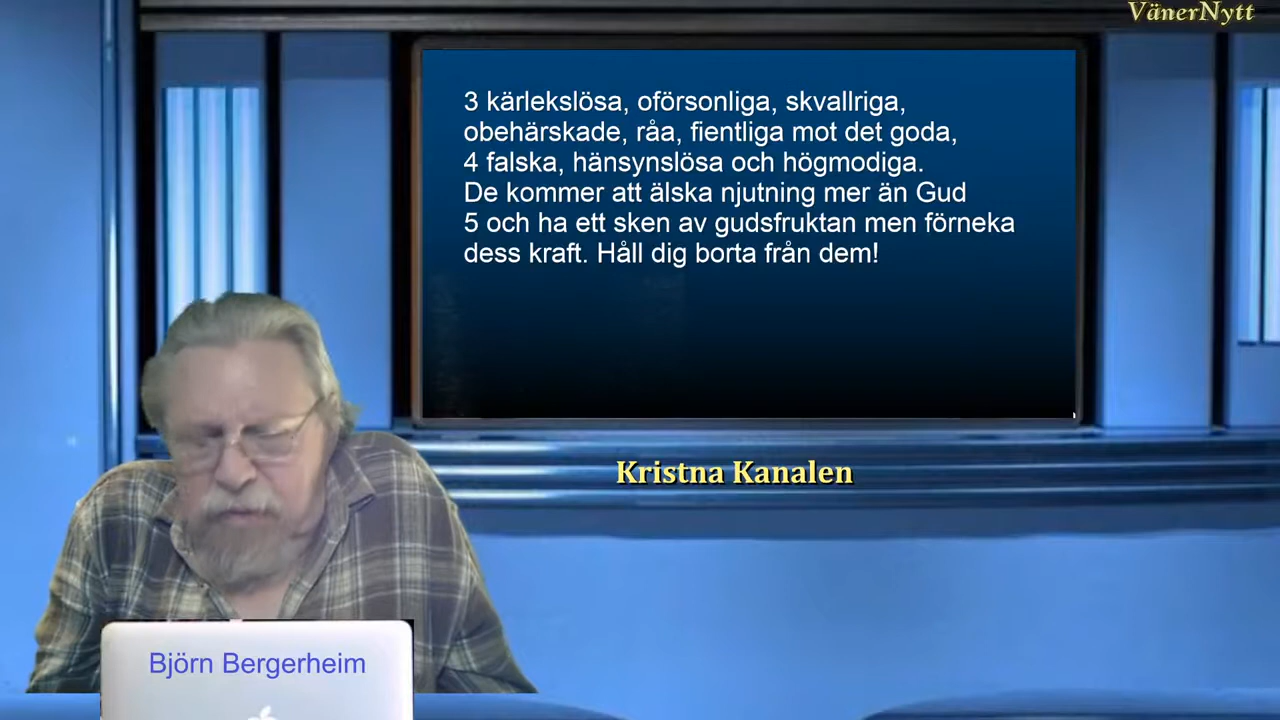 VänerNytt
3 kärlekslösa, oförsonliga, skvallriga,
obehärskade, råa, fientliga mot det goda,
4 falska, hänsynslösa och högmodiga.
De kommer att älska njutning mer än Gud
5 och ha ett sken av gudsfruktan men förneka
dess kraft. Håll dig borta från dem!
Kristna Kanalen
Björn Bergerheim